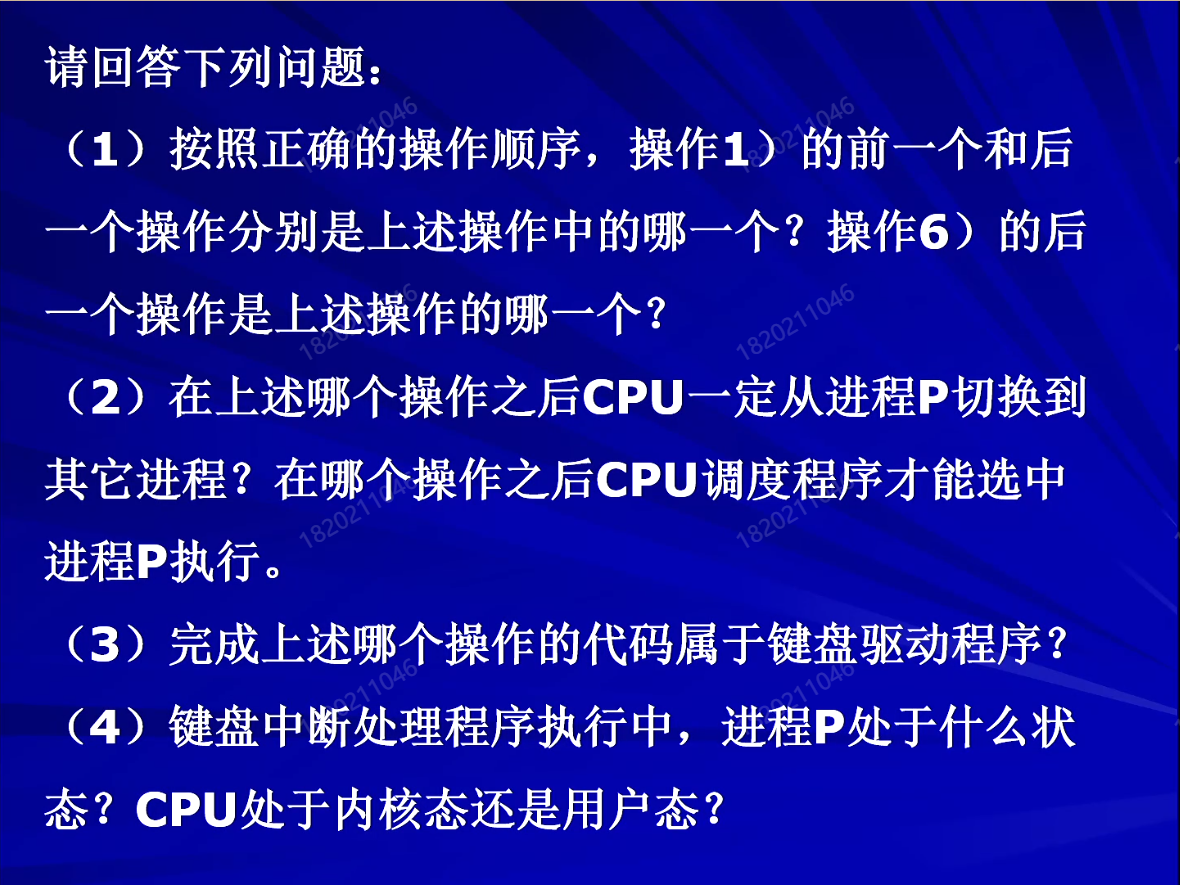 请回答下列问题：
（1）按照正确的操作顺序，操作1）的前一个和后
一个操作分别是上述操作中的哪一个？操作6）的后
一个操作是上述操作的哪一个？
（2）在上述哪个操作之后CPU一定从进程P切换到
其它进程？在哪个操作之后CPU调度程序才能选中
进程P执行。
（3）完成上述哪个操作的代码属于键盘驱动程序？
（4）键盘中断处理程序执行中，进程P处于什么状
态？CPU处于内核态还是用户态？
1820211046
1820211046
1820211046
1820211046
1820211046
1820211046
1820211046
1820211046